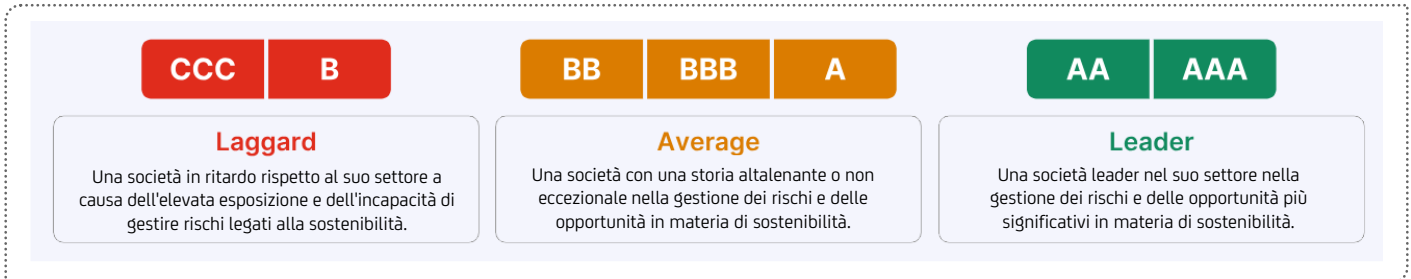 CCC B BB BBB A AA AAA
Laggard
Una società in ritardo rispetto al suo settore a
causa dell'elevata esposizione e dell'incapacità di
gestire rischi legati alla sostenibilità.
Average
Una società con una storia altalenante o non
eccezionale nella gestione dei rischi e delle
opportunità in materia di sostenibilità.
Leader
Una società leader nel suo settore nella
gestione dei rischi e delle opportunità più
significativi in materia di sostenibilità.